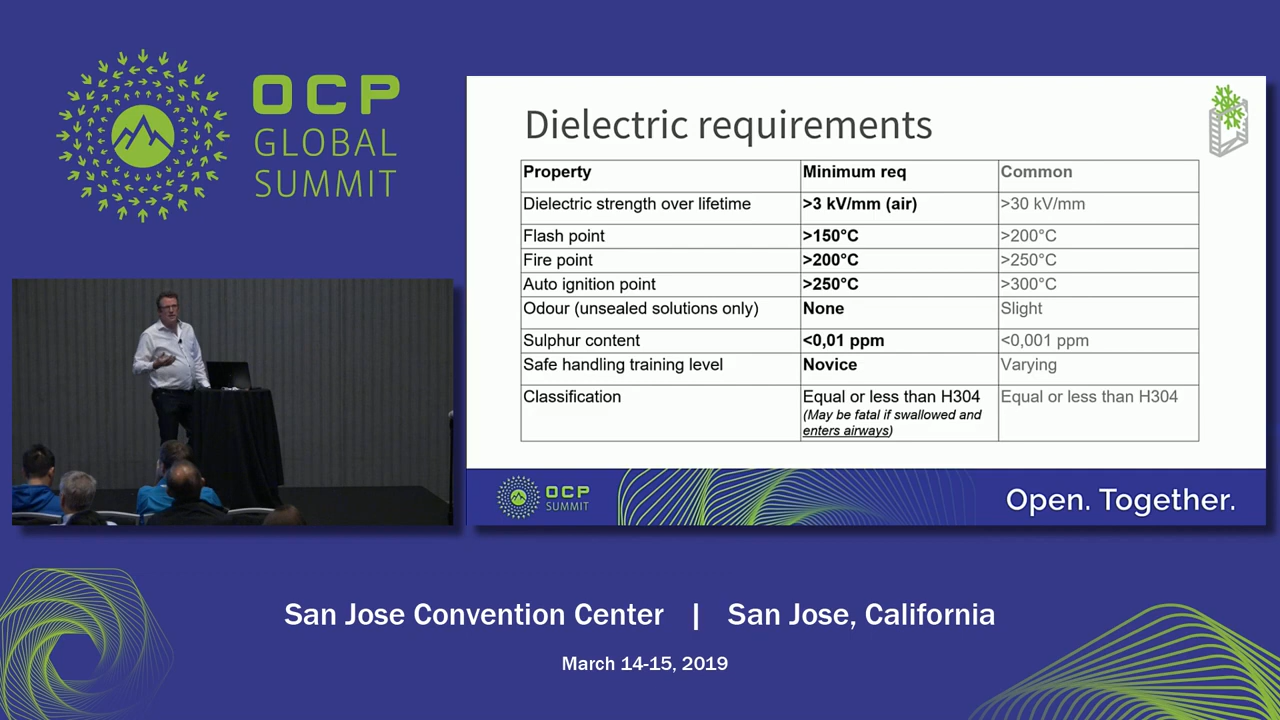 OCP
GLOBAL
SUMMIT
Dielectric requirements
Property Minimum req Common
Dielectric strength over lifetime >3 kV/mm (air) >30 kV/mm
Flash point >150°C >200°C
Fire point >200°C >250°C
Auto ignition point >250°C >300°C
Odour (unsealed solutions only) None Slight
Sulphur content <0,01 ppm <0,001 ppm
Safe handling training level Novice Varying
Classification Equal or less than H304 Equal or less than H304
(May be fatal if swallowed and
enters airways)
OCP
SUMMIT
Open. Together.
San Jose Convention Center | San Jose, California
March 14-15, 2019